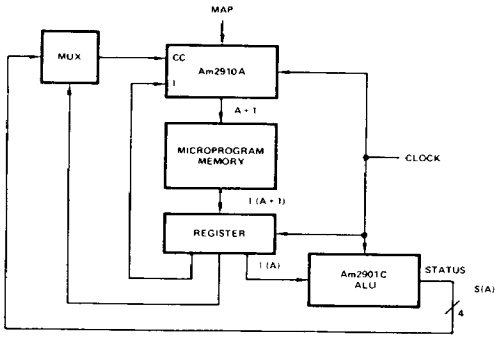 MAP
MUX
CC
I
Am2910A
A + 1
MICROPROGRAM
MEMORY
CLOCK
I (A + 1)
REGISTER
I (A)
Am2901C
ALU
STATUS
S(A)
4